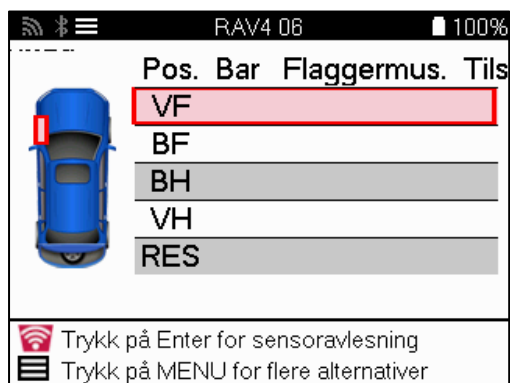 RAV4 06 100%
Pos. Bar Flaggermus. Tils
VF
BF
BH
VH
RES
Trykk på Enter for sensoravlesning
Trykk på MENU for flere alternativer